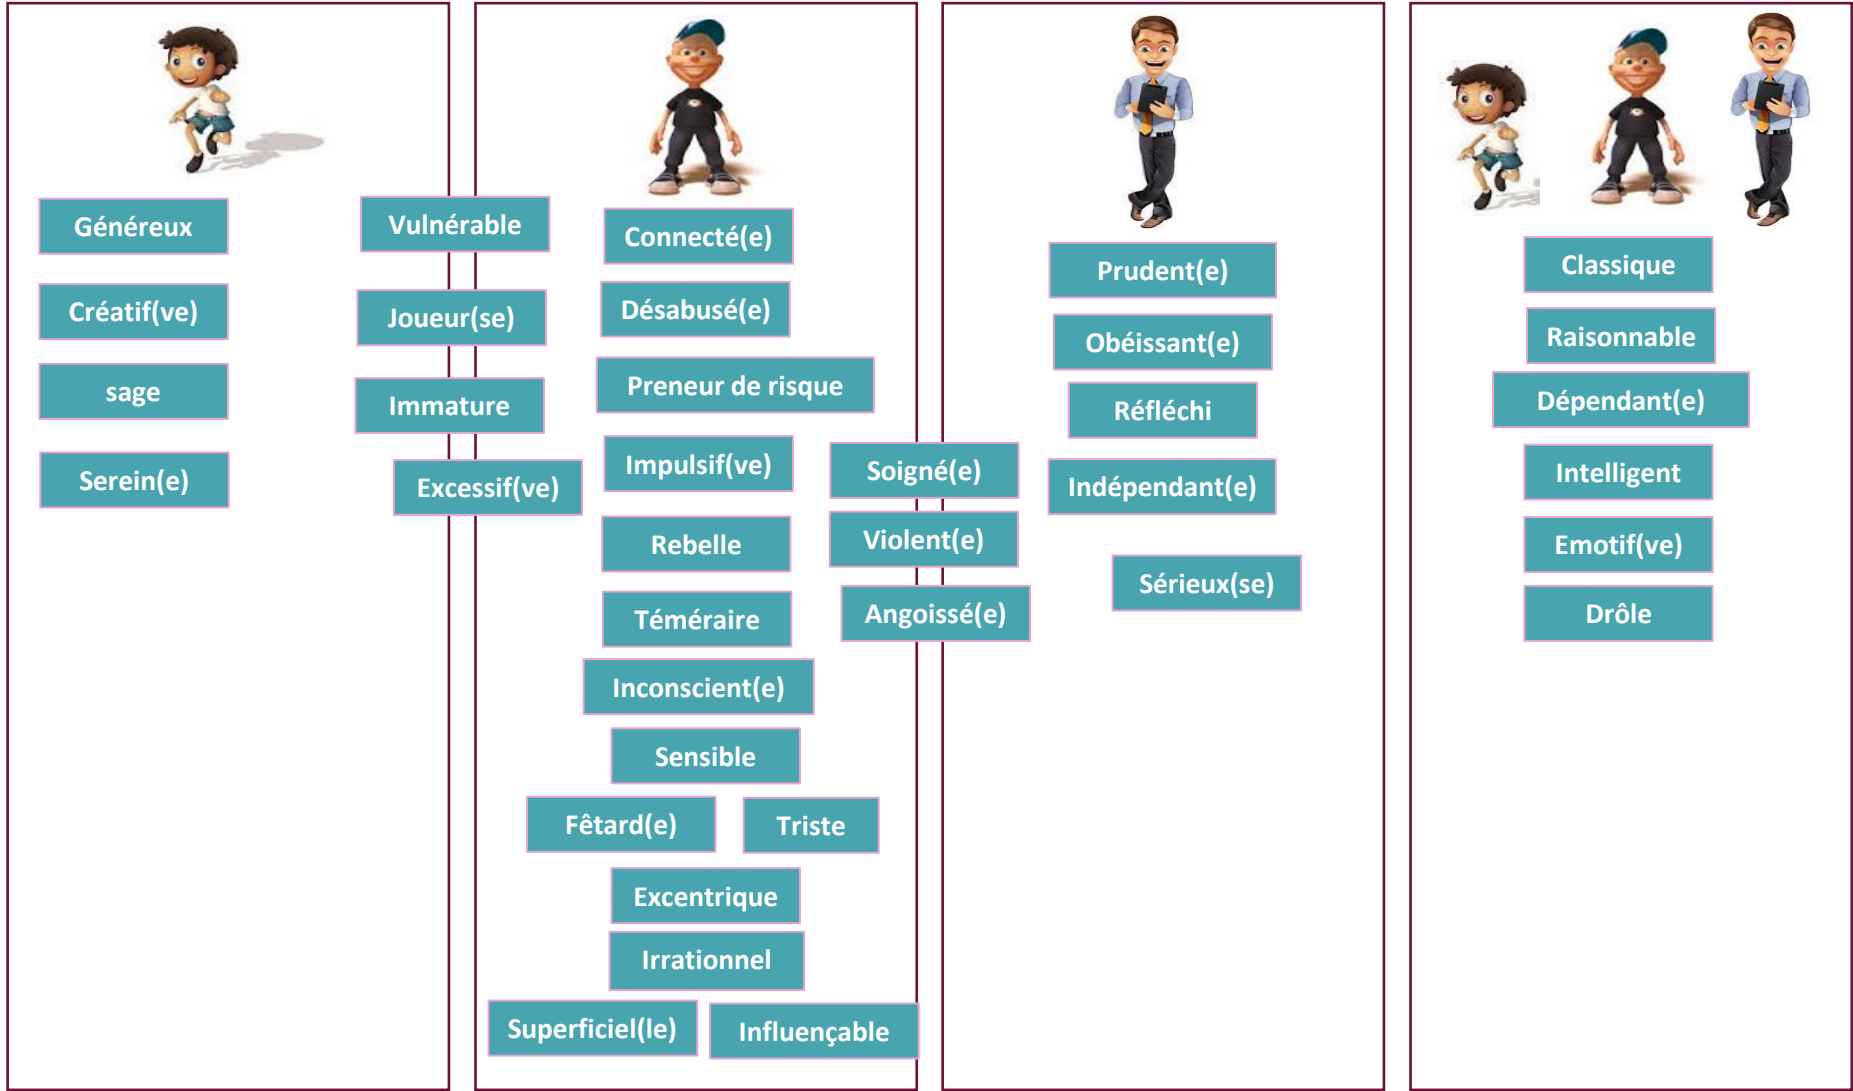 Généreux
Créatif(ve)
sage
Serein(e)
Vulnérable
Joueur(se)
Immature
Excessif(ve)
Connecté(e)
Désabusé(e)
Preneur de risque
Impulsif(ve)
Rebelle
Téméraire
Inconscient(e)
Sensible
Fêtard(e)
Triste
Excentrique
Irrationnel
Superficiel(le)
Influençable
Soigné(e)
Violent(e)
Angoissé(e)
Prudent(e)
Obéissant(e)
Réfléchi
Indépendant(e)
Sérieux(se)
Classique
Raisonnable
Dépendant(e)
Intelligent
Emotif(ve)
Drôle